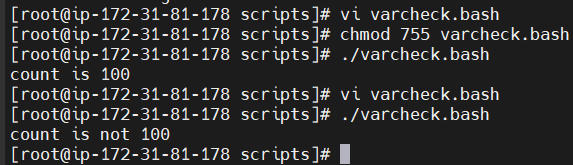 [root@ip-172-31-81-178 scripts]# vi varcheck.bash
[root@ip-172-31-81-178 scripts]# chmod 755 varcheck.bash
[root@ip-172-31-81-178 scripts]# ./varcheck.bash
count is 100
[root@ip-172-31-81-178 scripts]# vi varcheck.bash
[root@ip-172-31-81-178 scripts]# ./varcheck.bash
count is not 100
[root@ip-172-31-81-178 scripts]#